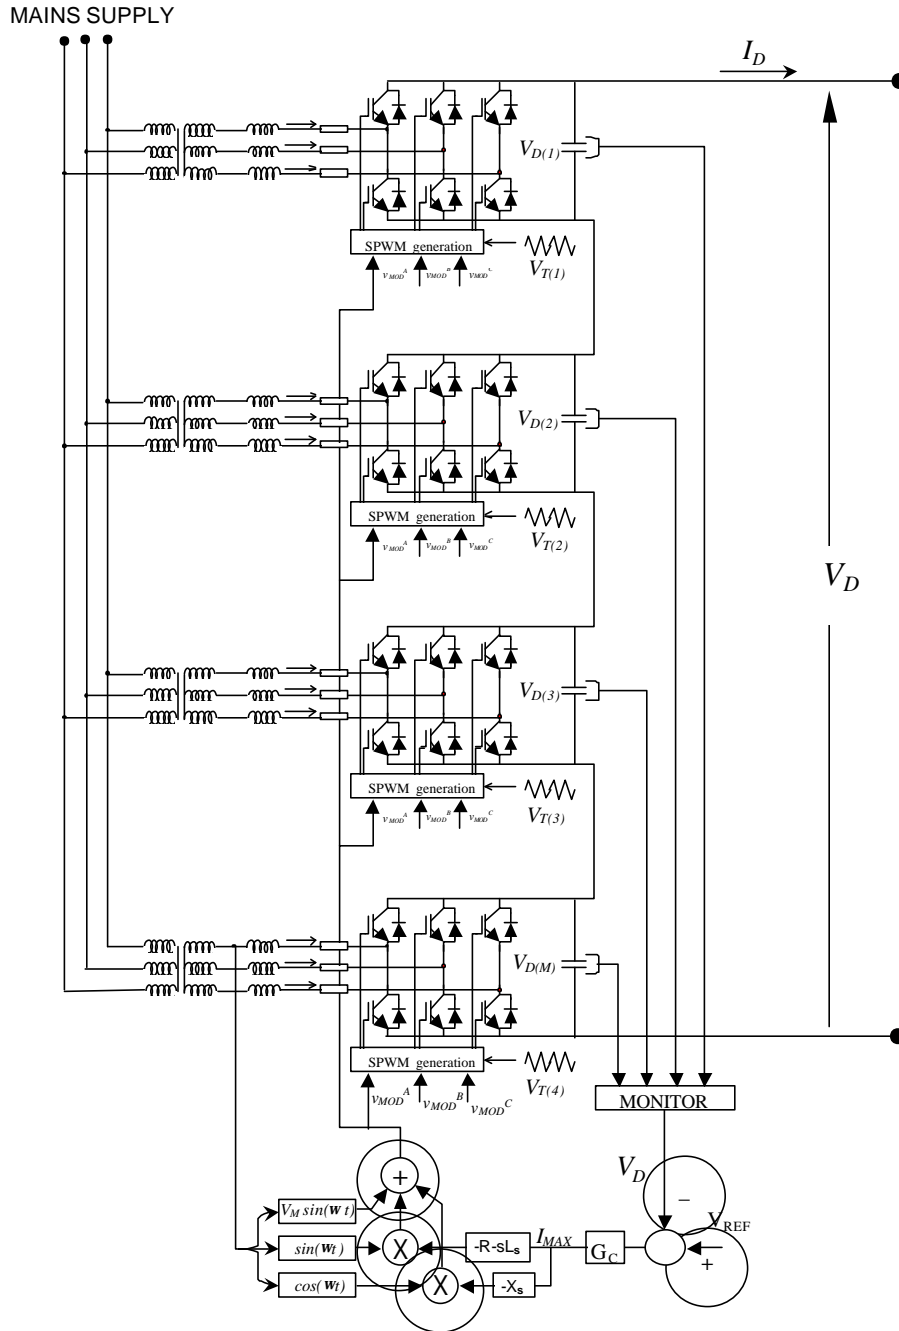 MAINS SUPPLY
I_D
V_D(1)
SPWM generation
V_T(1)
v_MOD^A v_MOD^B v_MOD^C
V_D(2)
SPWM generation
V_T(2)
v_MOD^A v_MOD^B v_MOD^C
V_D
V_D(3)
SPWM generation
V_T(3)
v_MOD^A v_MOD^B v_MOD^C
V_D(M)
SPWM generation
V_T(4)
v_MOD^A v_MOD^B v_MOD^C
MONITOR
V_D
+
−
V_M sin(w t)
V_REF
sin(wt)
X
-R-sL_s
I_MAX
G_C
+
cos(wt)
X
-X_s